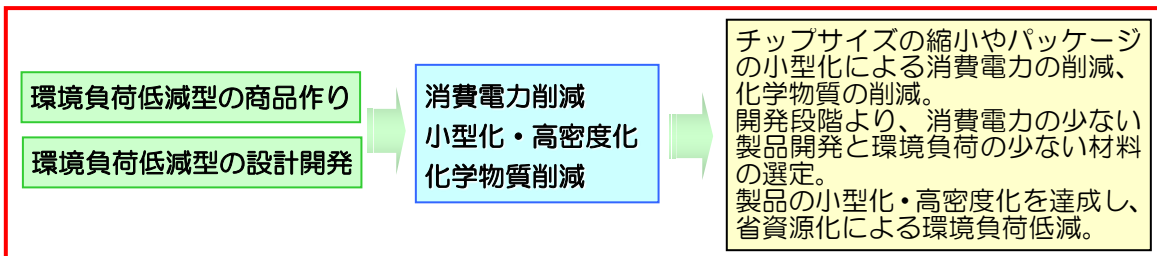 環境負荷低減型の商品作り
環境負荷低減型の設計開発
消費電力削減
小型化・高密度化
化学物質削減
チップサイズの縮小やパッケージ
の小型化による消費電力の削減、
化学物質の削減。
開発段階より、消費電力の少ない
製品開発と環境負荷の少ない材料
の選定。
製品の小型化・高密度化を達成し、
省資源化による環境負荷低減。